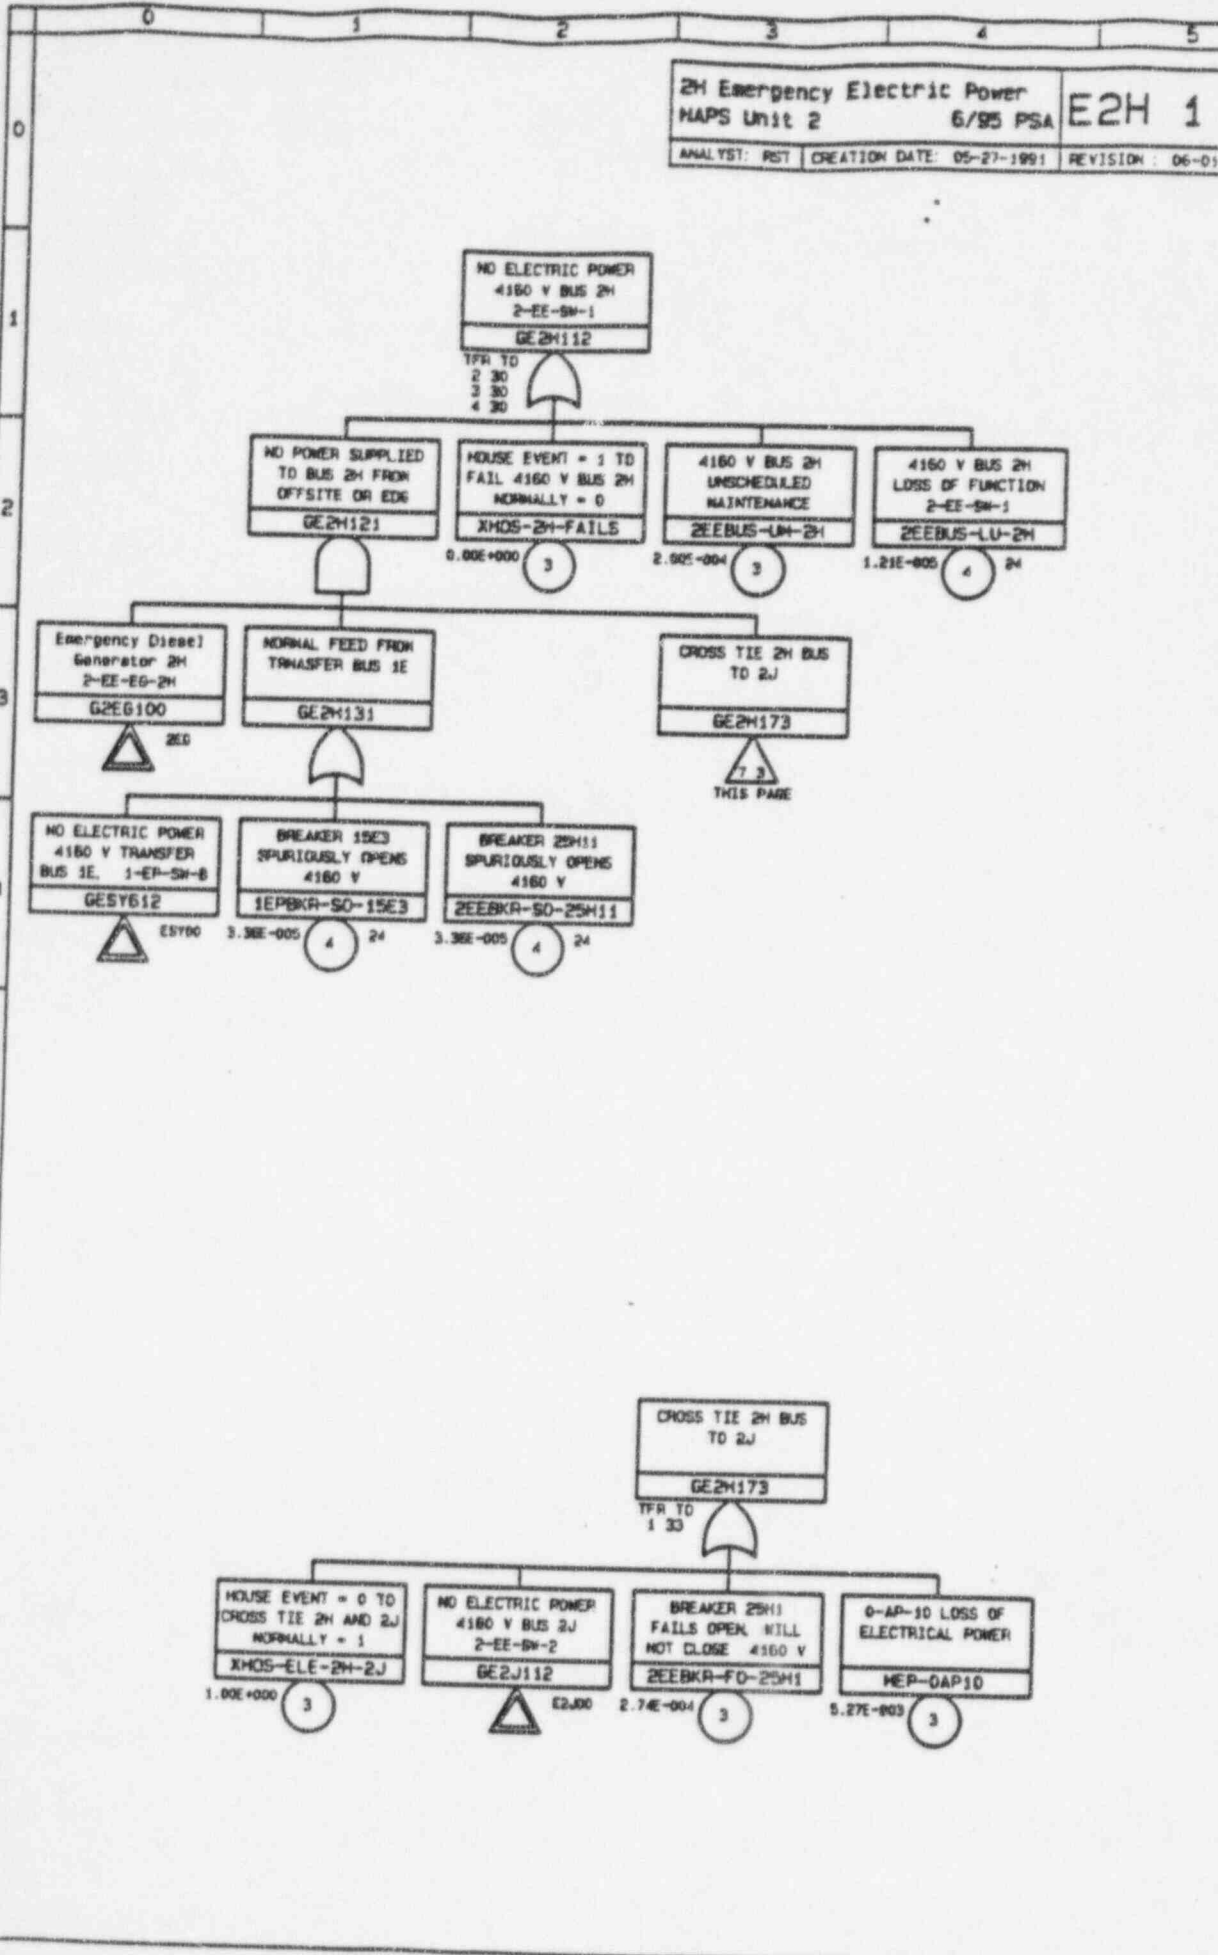 0 1 2 3 4 5
0
1
2
3
2H Emergency Electric Power
NAPS Unit 2 6/95 PSA
E2H 1
ANALYST: RST CREATION DATE: 05-27-1991 REVISION : 06-01
NO ELECTRIC POWER
4160 V BUS 2H
2-EE-SW-1
GE2H112
TFR TO
2 30
3 30
4 30
NO POWER SUPPLIED
TO BUS 2H FROM
OFFSITE OR EDG
GE2H121
HOUSE EVENT = 1 TO
FAIL 4160 V BUS 2H
NORMALLY = 0
XHOS-2H-FAILS
0.00E+000 3
4160 V BUS 2H
UNSCHEDULED
MAINTENANCE
2EEBUS-UM-2H
3
4160 V BUS 2H
LOSS OF FUNCTION
2-EE-SW-1
2EEBUS-LU-2H
1.21E-005 4 24
Emergency Diesel
Generator 2H
2-EE-EG-2H
G2EG100
2EG
NORMAL FEED FROM
TRNASFER BUS 1E
GE2H131
CROSS TIE 2H BUS
TO 2J
GE2H173
7 3
THIS PAGE
NO ELECTRIC POWER
4160 V TRANSFER
BUS 1E, 1-EP-SW-B
GESY612
ESY00
BREAKER 15E3
SPURIOUSLY OPENS
4160 V
1EPBKR-SO-15E3
3.36E-005 4 24
BREAKER 25H11
SPURIOUSLY OPENS
4160 V
2EEBKR-SO-25H11
3.36E-005 4 24
CROSS TIE 2H BUS
TO 2J
GE2H173
TFR TO
1 33
HOUSE EVENT = 0 TO
CROSS TIE 2H AND 2J
NORMALLY = 1
XHOS-ELE-2H-2J
1.00E+000 3
NO ELECTRIC POWER
4160 V BUS 2J
2-EE-SW-2
GE2J112
E2J00
BREAKER 25H1
FAILS OPEN, WILL
NOT CLOSE 4160 V
2EEBKR-FO-25H1
2.74E-004 3
0-AP-10 LOSS OF
ELECTRICAL POWER
HEP-0AP10
5.27E-003 3